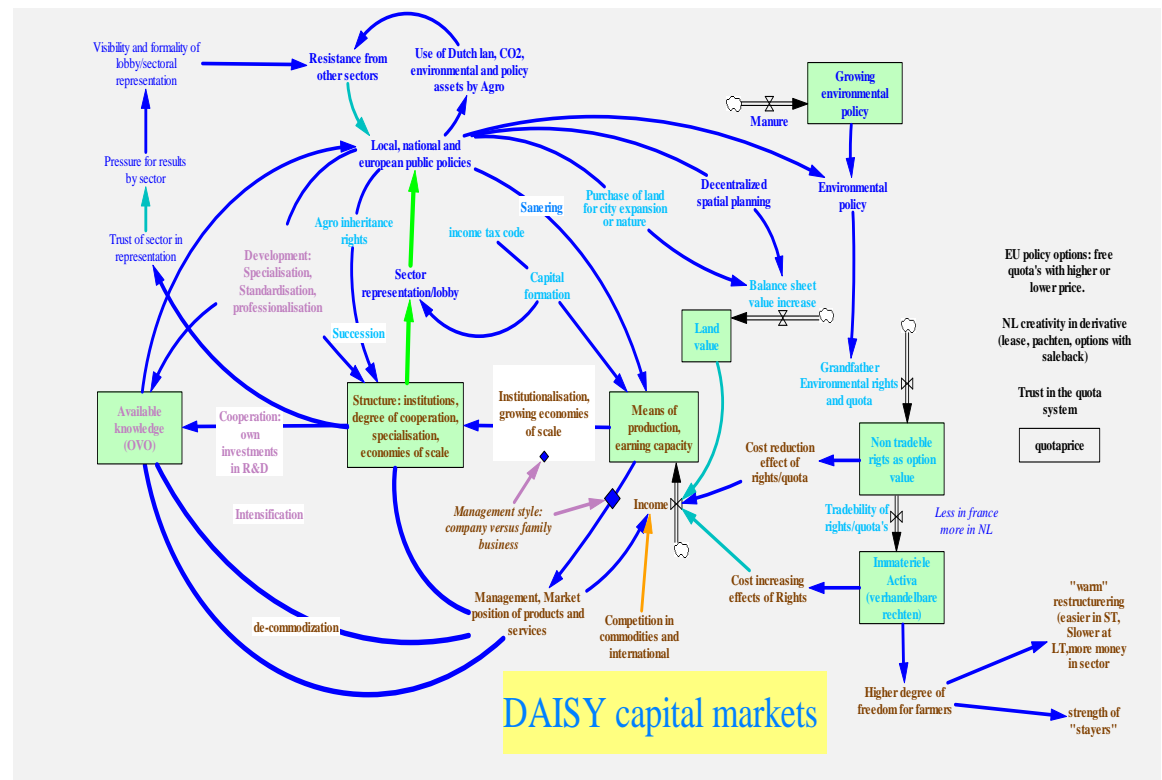 Visibility and formality of
lobby/sectoral
representation
Resistance from
other sectors
Use of Dutch lan, CO2,
environmental and policy
assets by Agro
Growing
environmental
policy
Manure
Pressure for results
by sector
Local, national and
european public policies
Trust of sector in
representation
Agro inheritance
rights
income tax code
Sanering
Purchase of land
for city expansion
or nature
Decentralized
spatial planning
Environmental
policy
Development:
Specialisation,
Standardisation,
professionalisation
Sector
representation/lobby
Capital
formation
Balance sheet
value increase
EU policy options: free
quota's with higher or
lower price.
NL creativity in derivative
(lease, pachten, options with
saleback)
Trust in the quota
system
quotaprice
Succession
Land
value
Grandfather
Environmental rights
and quota
Available
knowledge
(OVO)
Cooperation:
own
investments
in R&D
Structure: institutions,
degree of cooperation,
specialisation,
economies of scale
Institutionalisation,
growing economies
of scale
Means of
production,
earning capacity
Cost reduction
effect of
rights/quota
Non tradeble
rigts as option
value
Intensification
Management style:
company versus family
business
Income
Tradebility of
rights/quota's
Less in france
more in NL
Cost increasing
effects of Rights
Immateriele
Activa
(verhandelbare
rechten)
Management, Market
position of products and
services
Competition in
commodities and
international
de-commodization
"warm"
restructurering
(easier in ST,
Slower at
LT,more money
in sector
Higher degree of
freedom for farmers
strength of
"stayers"
DAISY capital markets